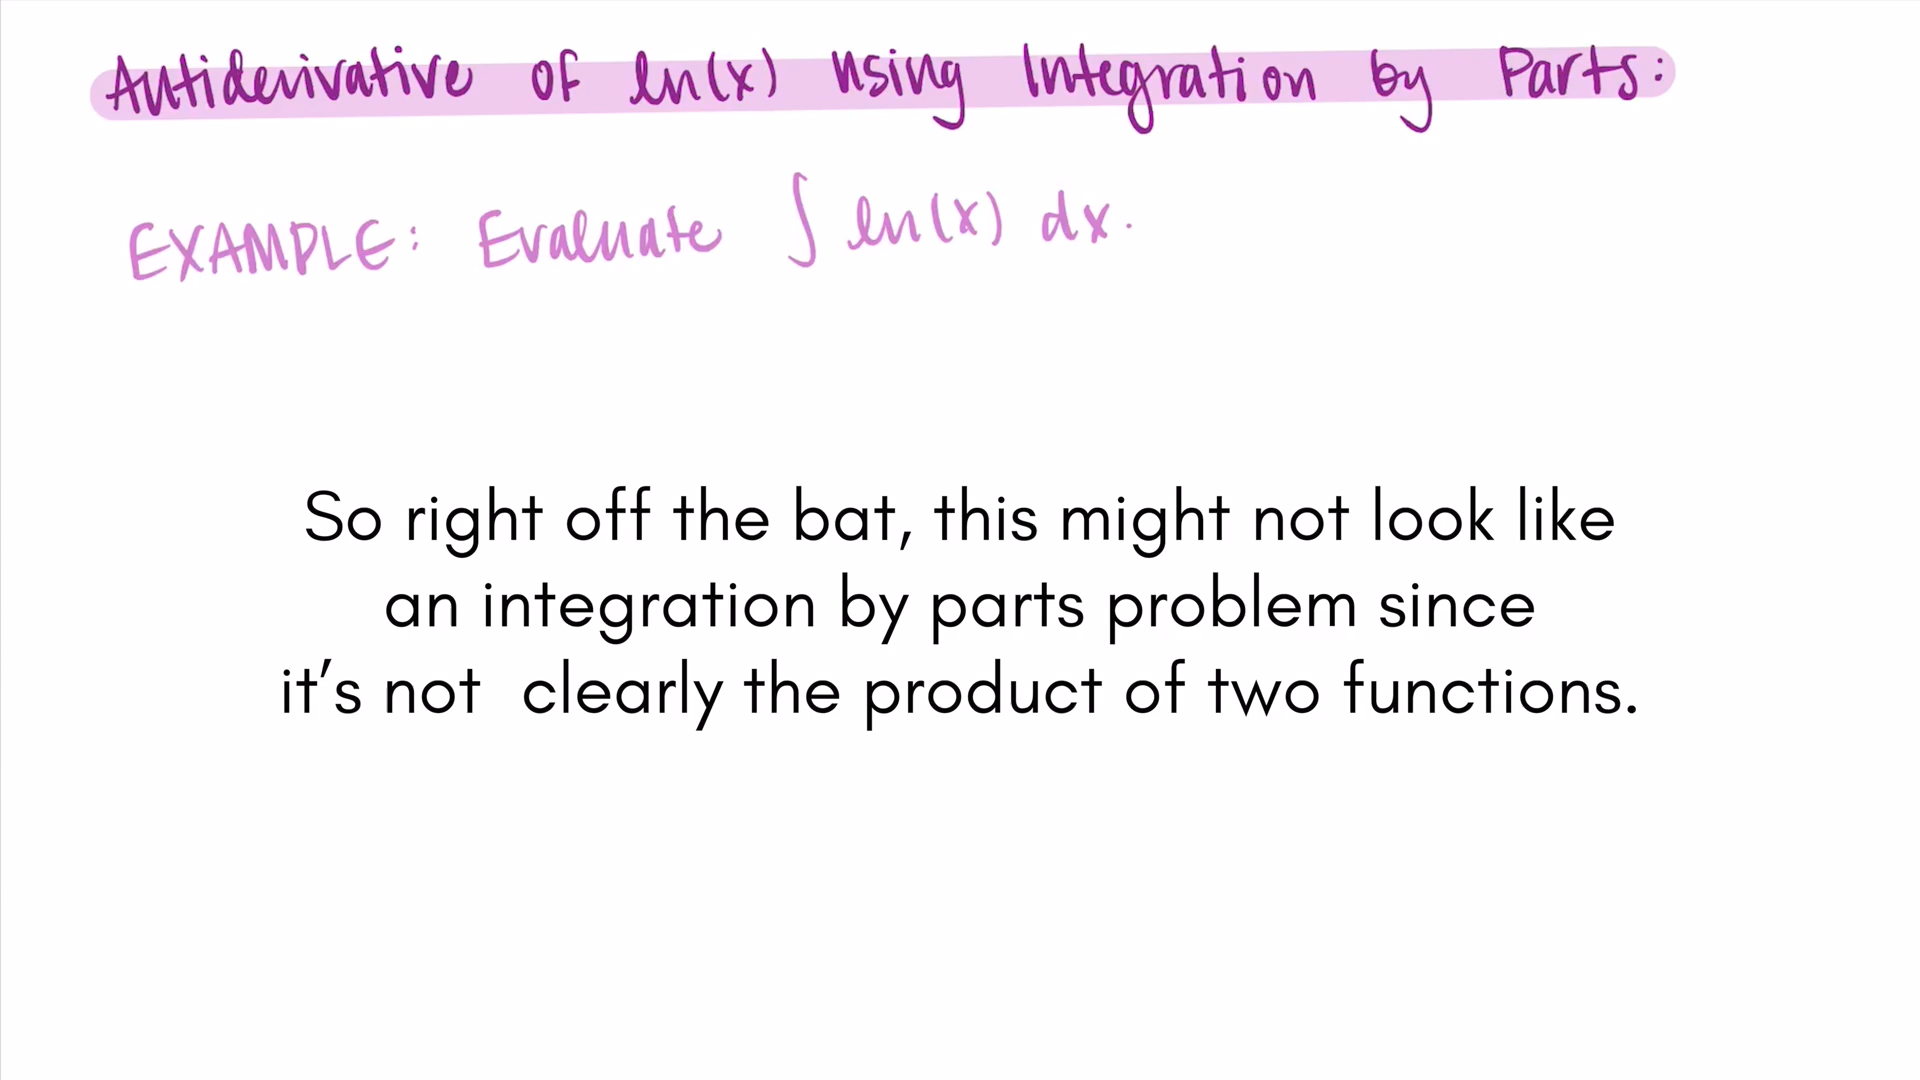 Antiderivative of ln(x) using Integration by Parts:
EXAMPLE: Evaluate ∫ ln(x) dx.
So right off the bat, this might not look like
an integration by parts problem since
it’s not clearly the product of two functions.